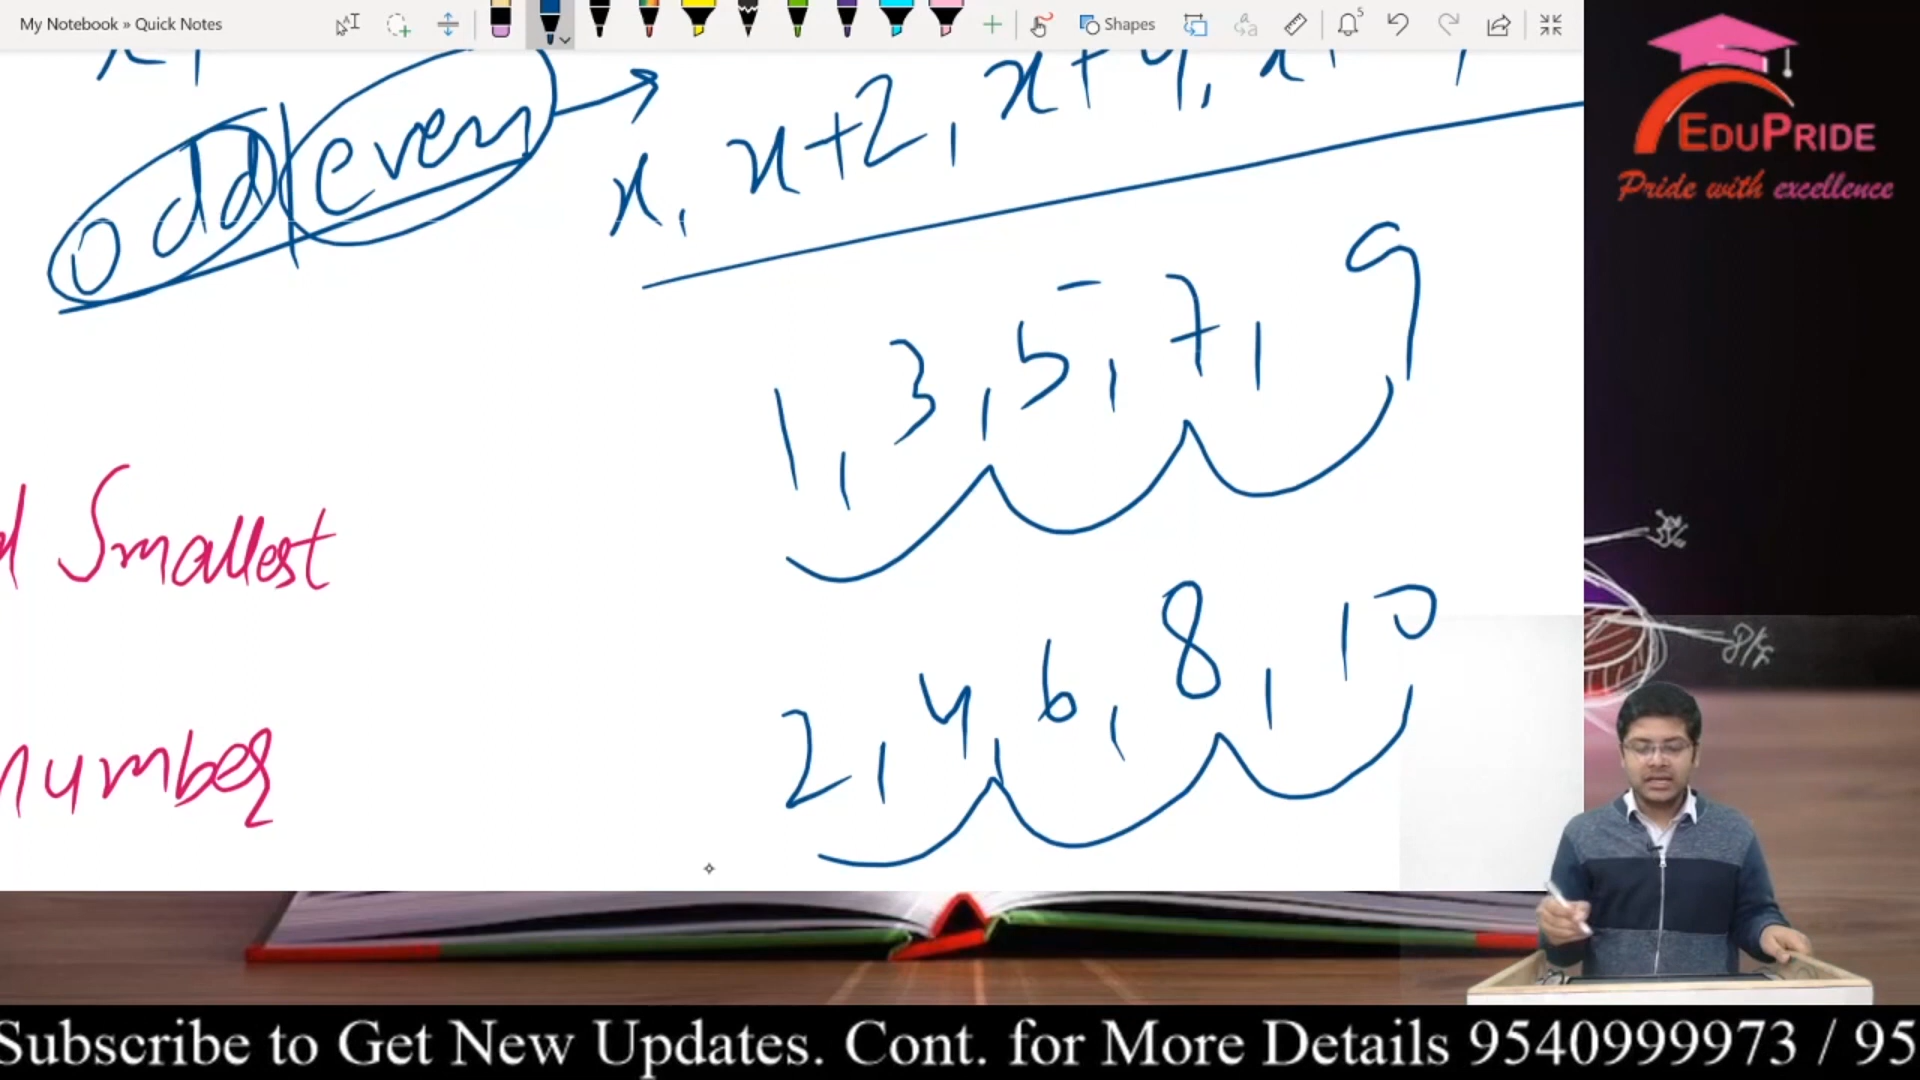 My Notebook » Quick Notes
Shapes
5
odd | even → x, x+2, x+4,
1, 3, 5, 7, 9
Smallest
2, 4, 6, 8, 10
number
EDUPRIDE
Pride with excellence
Subscribe to Get New Updates. Cont. for More Details 9540999973 / 95